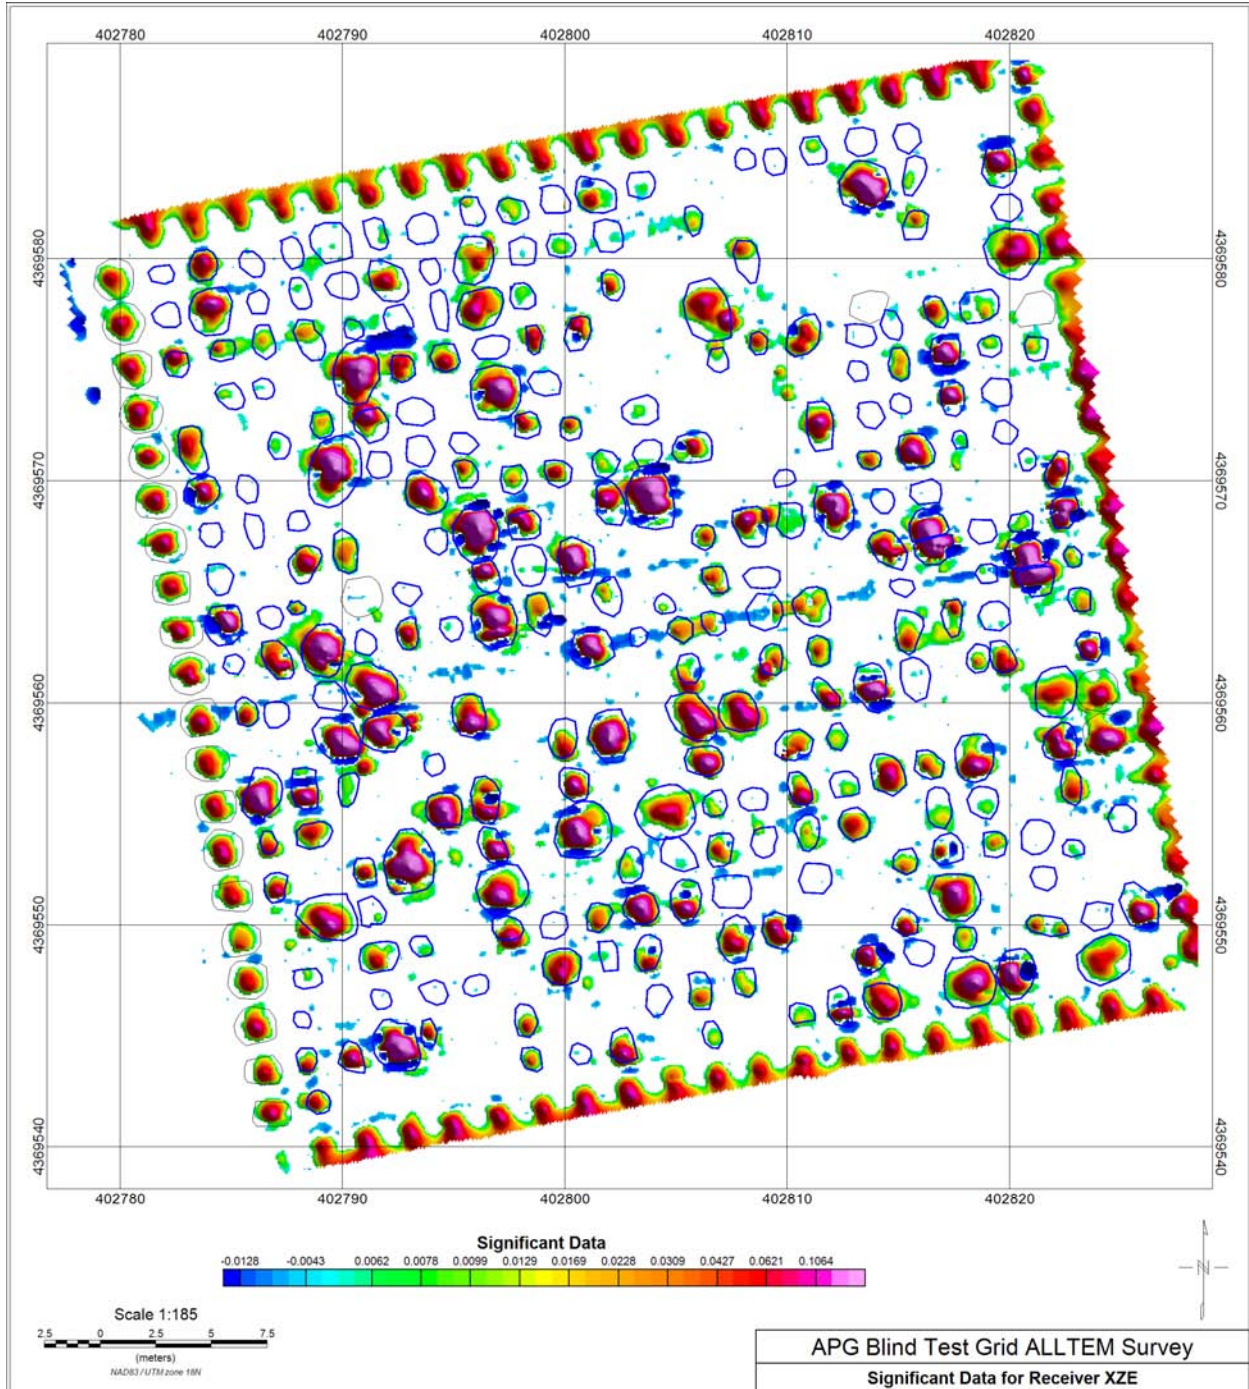 402780 402790 402800 402810 402820
4369580 4369580
4369570 4369570
4369560 4369560
4369550 4369550
4369540 4369540
402780 402790 402800 402810 402820
Significant Data
-0.0128 -0.0043 0.0062 0.0078 0.0099 0.0129 0.0169 0.0228 0.0309 0.0427 0.0621 0.1064
Scale 1:185
2.5 0 2.5 5 7.5
(meters)
NAD83 / UTM zone 18N
N
APG Blind Test Grid ALLTEM Survey
Significant Data for Receiver XZE